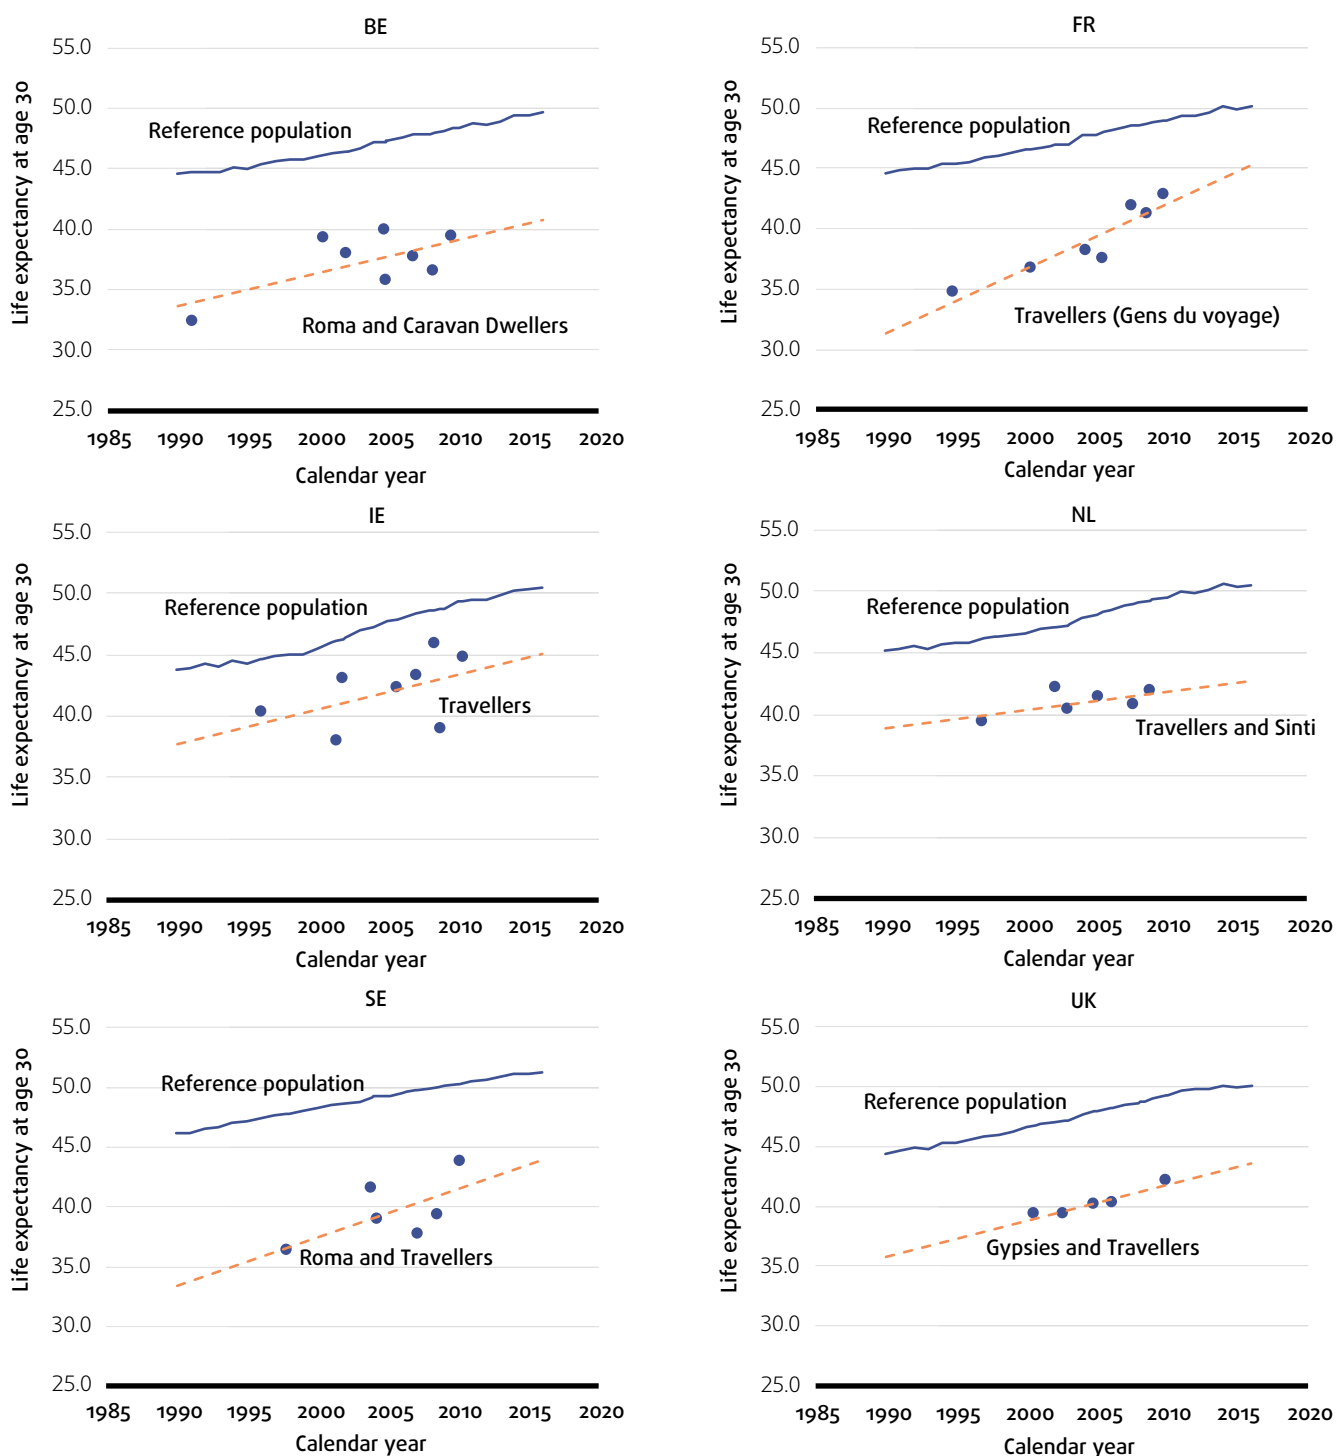 BE
55.0
50.0
45.0
40.0
35.0
30.0
25.0
Life expectancy at age 30
Reference population
Roma and Caravan Dwellers
1985 1990 1995 2000 2005 2010 2015 2020
Calendar year
FR
55.0
50.0
45.0
40.0
35.0
30.0
25.0
Life expectancy at age 30
Reference population
Travellers (Gens du voyage)
1985 1990 1995 2000 2005 2010 2015 2020
Calendar year
IE
55.0
50.0
45.0
40.0
35.0
30.0
25.0
Life expectancy at age 30
Reference population
Travellers
1985 1990 1995 2000 2005 2010 2015 2020
Calendar year
NL
55.0
50.0
45.0
40.0
35.0
30.0
25.0
Life expectancy at age 30
Reference population
Travellers and Sinti
1985 1990 1995 2000 2005 2010 2015 2020
Calendar year
SE
55.0
50.0
45.0
40.0
35.0
30.0
25.0
Life expectancy at age 30
Reference population
Roma and Travellers
1985 1990 1995 2000 2005 2010 2015 2020
Calendar year
UK
55.0
50.0
45.0
40.0
35.0
30.0
25.0
Life expectancy at age 30
Reference population
Gypsies and Travellers
1985 1990 1995 2000 2005 2010 2015 2020
Calendar year